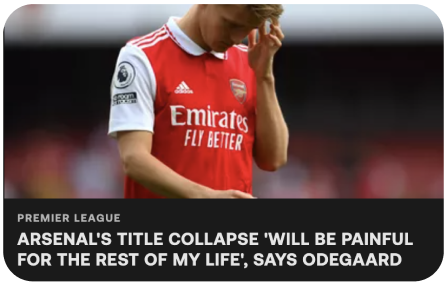 Emirates
FLY BETTER
PREMIER LEAGUE
ARSENAL'S TITLE COLLAPSE 'WILL BE PAINFUL
FOR THE REST OF MY LIFE', SAYS ODEGAARD